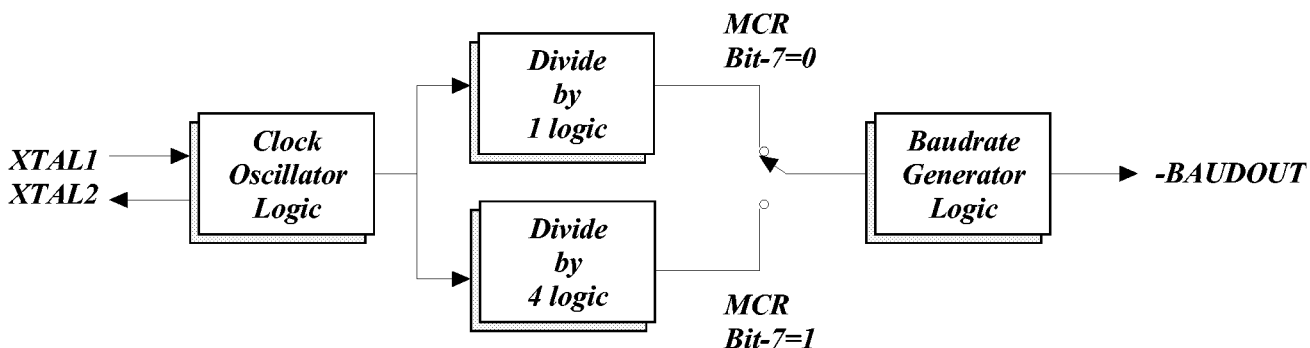 XTAL1
XTAL2
Clock
Oscillator
Logic
Divide
by
1 logic
MCR
Bit-7=0
Divide
by
4 logic
MCR
Bit-7=1
Baudrate
Generator
Logic
-BAUDOUT